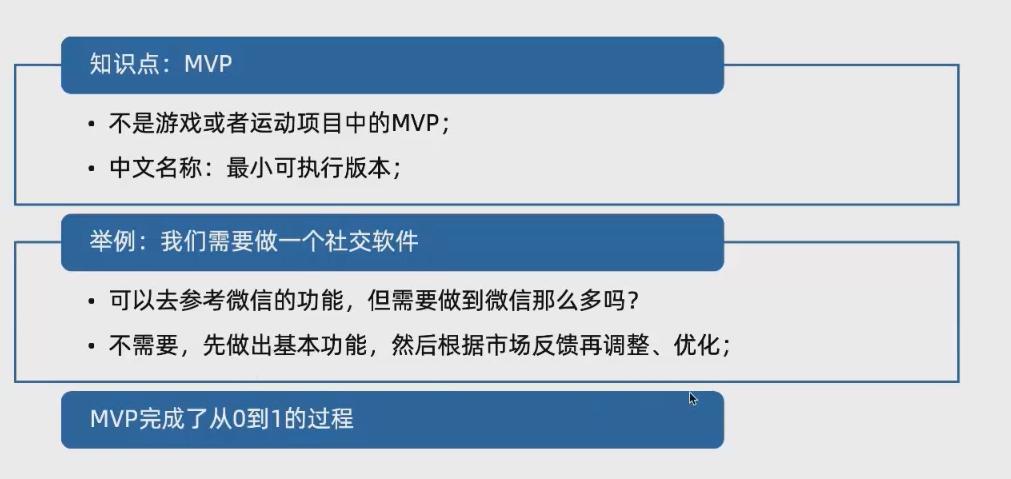 知识点：MVP
• 不是游戏或者运动项目中的MVP；
• 中文名称：最小可执行版本；
举例：我们需要做一个社交软件
• 可以去参考微信的功能，但需要做到微信那么多吗？
• 不需要，先做出基本功能，然后根据市场反馈再调整、优化；
MVP完成了从0到1的过程